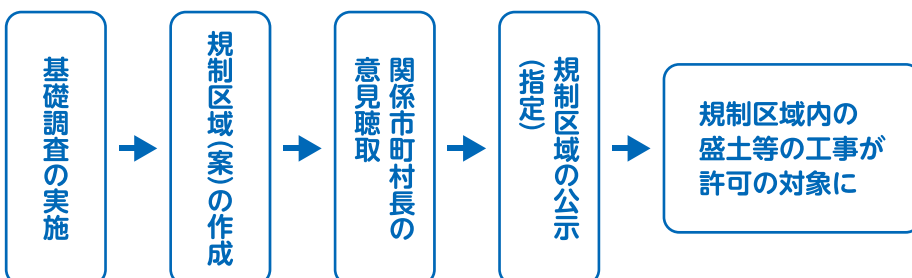 基礎調査の実施
規制区域（案）の作成
関係市町村長の
意見聴取
規制区域の公示
（指定）
規制区域内の
盛土等の工事が
許可の対象に